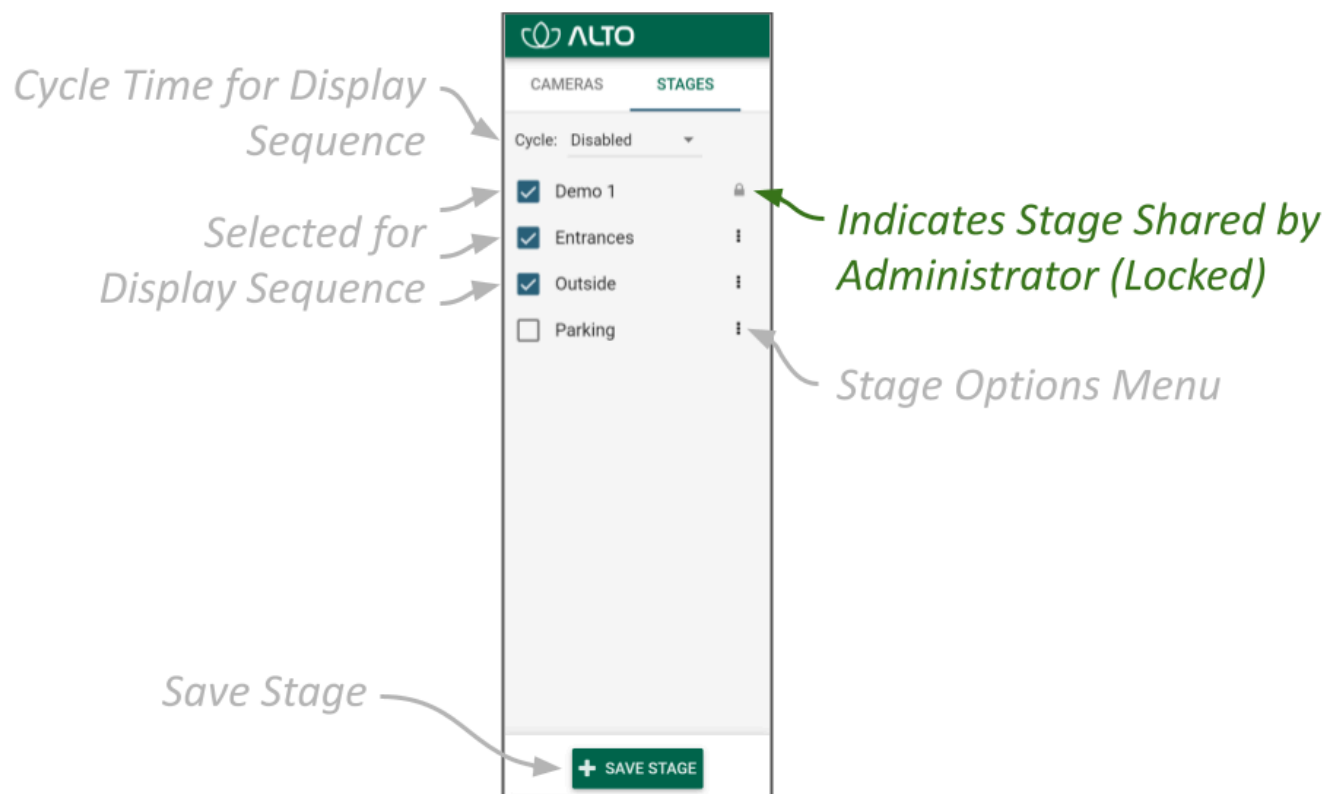 ALTO
CAMERAS STAGES
Cycle Time for Display
Sequence
Cycle: Disabled
Selected for
Display Sequence
Demo 1
Entrances
Outside
Parking
Indicates Stage Shared by
Administrator (Locked)
Stage Options Menu
Save Stage
+ SAVE STAGE